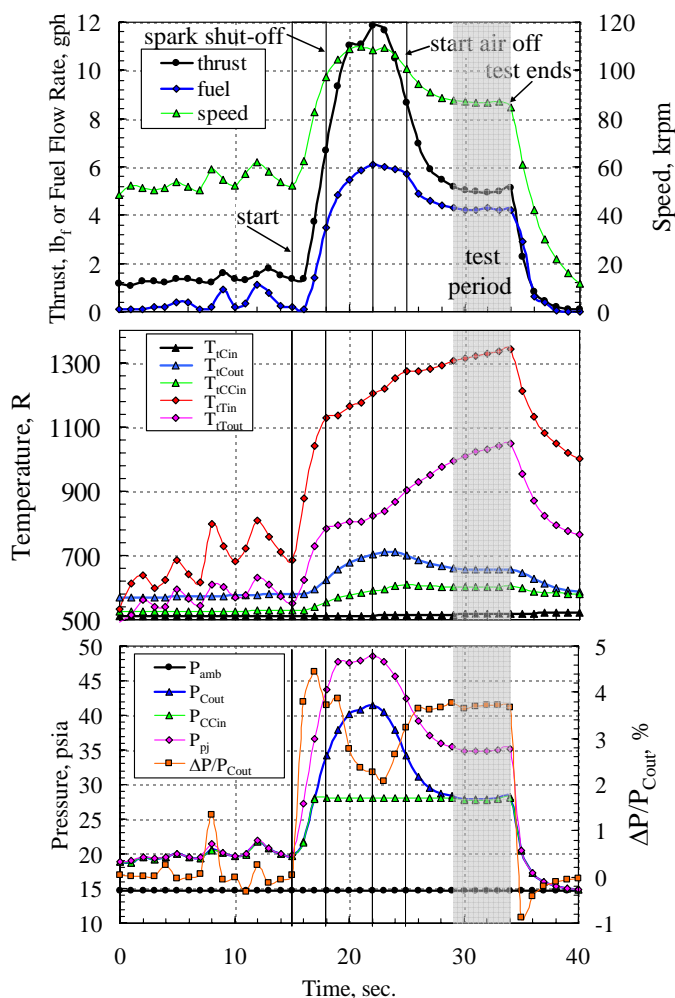 Thrust, lbf or Fuel Flow Rate, gph
12
10
8
6
4
2
0
thrust
fuel
speed
spark shut-off
start air off
test ends
start
test
period
120
100
80
60
40
20
0
Speed, krpm
Temperature, R
1300
1100
900
700
500
TtCin
TtCout
TtCCin
TtTin
TtTout
Pressure, psia
50
45
40
35
30
25
20
15
10
Pamb
PCout
PCCin
Ppj
ΔP/PCout
5
4
3
2
1
0
-1
ΔP/PCout, %
0
10
20
30
40
Time, sec.